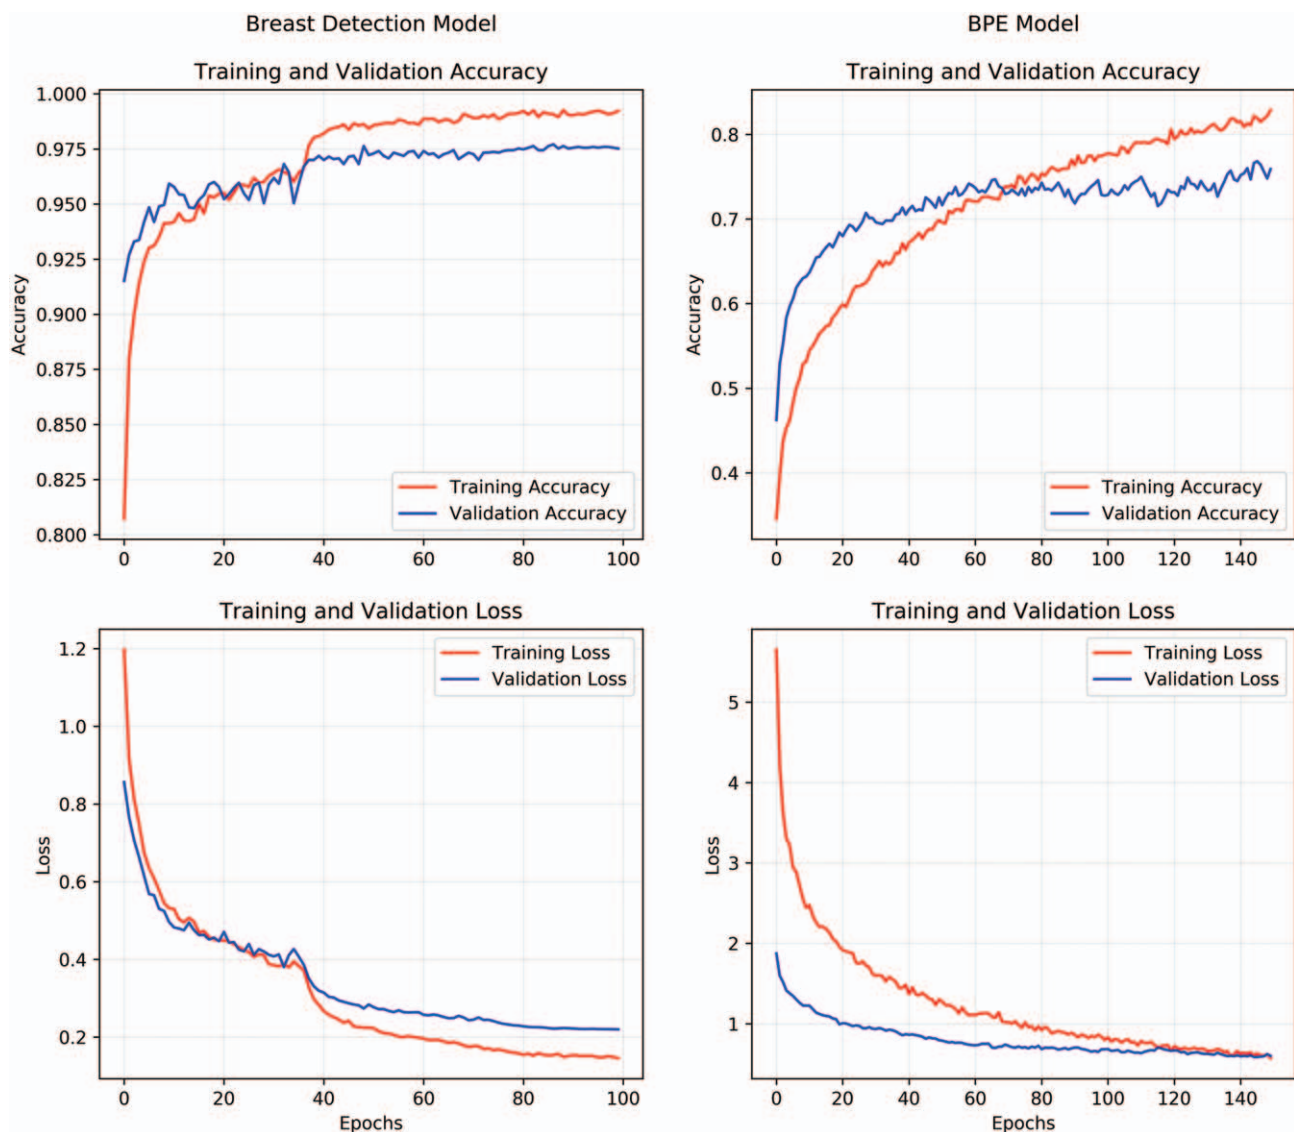 Breast Detection Model
BPE Model
Training and Validation Accuracy
Training and Validation Accuracy
1.000
0.975
0.950
0.925
0.900
0.875
0.850
0.825
0.800
Accuracy
Training Accuracy
Validation Accuracy
0
20
40
60
80
100
0.8
0.7
0.6
0.5
0.4
Accuracy
Training Accuracy
Validation Accuracy
0
20
40
60
80
100
120
140
Training and Validation Loss
Training and Validation Loss
1.2
1.0
0.8
0.6
0.4
0.2
Loss
Training Loss
Validation Loss
0
20
40
60
80
100
Epochs
5
4
3
2
1
Loss
Training Loss
Validation Loss
0
20
40
60
80
100
120
140
Epochs